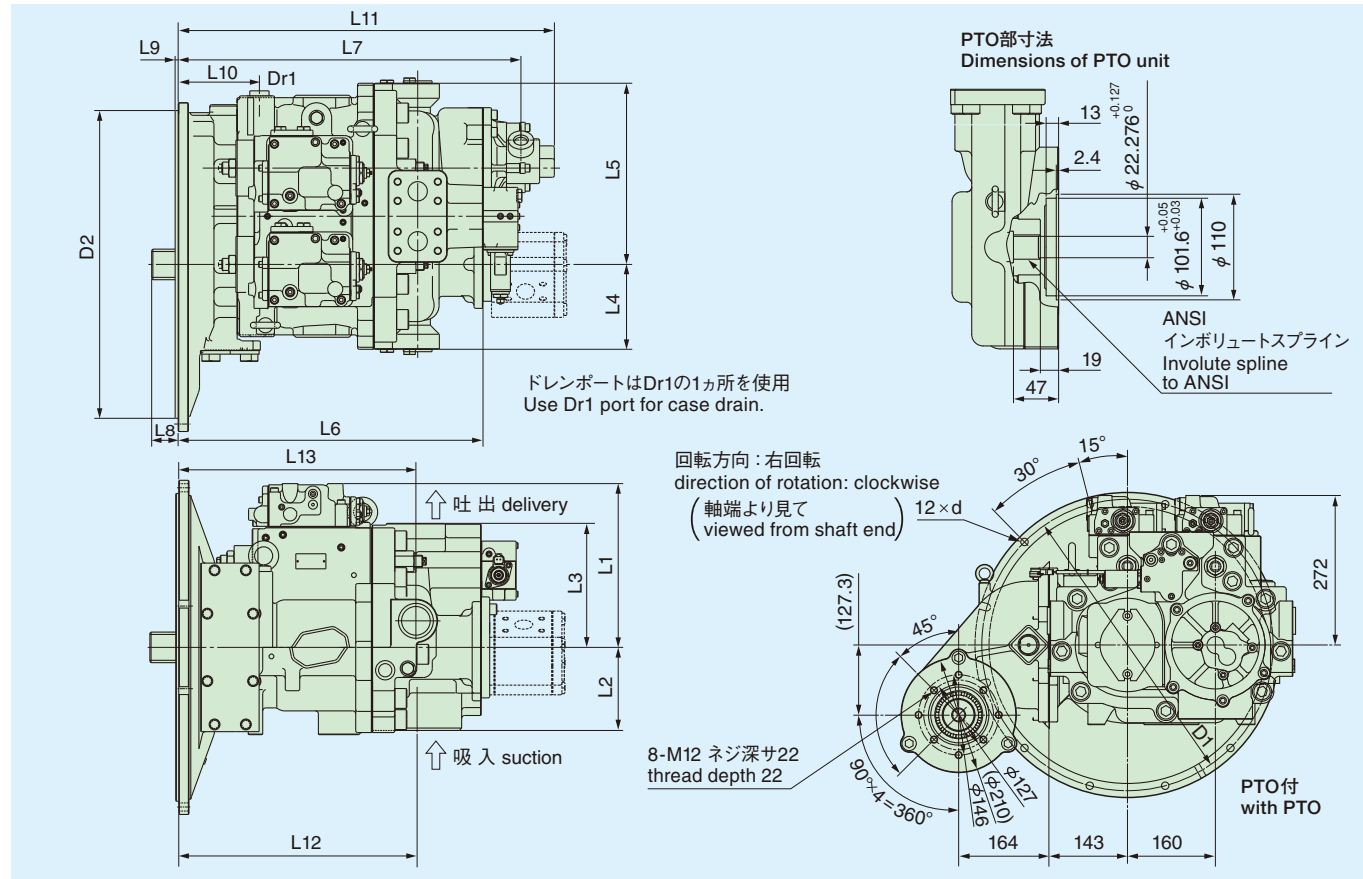 L11
L7
L9
L10
Dr1
D2
L5
L4
L8
L6
ドレンポートはDr1の1ヵ所を使用
Use Dr1 port for case drain.
PTO部寸法
Dimensions of PTO unit
13
2.4
φ 22.276 +0.127 0
φ 101.6 +0.05 +0.03
φ 110
ANSI
インボリュートスプライン
Involute spline
to ANSI
19
47
L13
吐 出 delivery
L3
L1
L2
吸 入 suction
L12
回転方向 : 右回転
direction of rotation: clockwise
(軸端より見て
viewed from shaft end)
15°
30°
12×d
272
(127.3)
45°
8-M12 ネジ深サ22
thread depth 22
90°×4=360°
φ146
(φ210)
φ127
D1
PTO付
with PTO
164
143
160